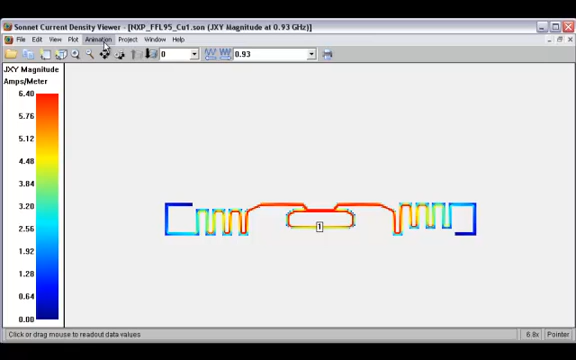 Sonnet Current Density Viewer - [NXP_FFL95_Cu1.son (JXY Magnitude at 0.93 GHz)]
File Edit View Plot Animation Project Window Help
0 0.93
JXY Magnitude
Amps/Meter
6.40
5.76
5.12
4.48
3.84
3.20
2.56
1.92
1.28
0.64
0.00
1
Click or drag mouse to readout data values 6.8x Pointer